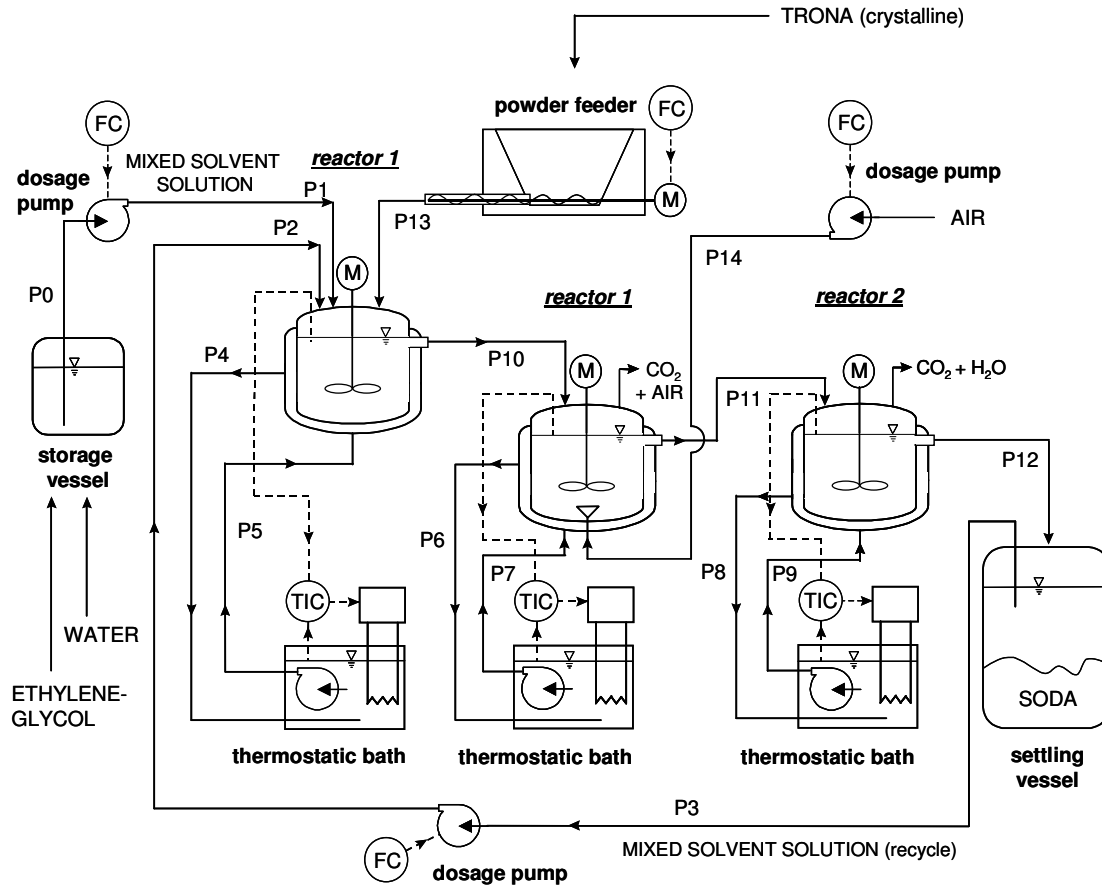 TRONA (crystalline)
powder feeder
FC
FC
FC
MIXED SOLVENT
SOLUTION
reactor 1
dosage
pump
dosage
pump
P1
P13
M
AIR
P2
P14
P0
M
reactor 1
reactor 2
P4
P10
M
CO2
+ AIR
P11
M
CO2 + H2O
P12
storage
vessel
P5
P6
P7
P8
P9
TIC
TIC
TIC
WATER
ETHYLENE-
GLYCOL
SODA
thermostatic bath
thermostatic bath
thermostatic bath
settling
vessel
P3
MIXED SOLVENT SOLUTION (recycle)
FC
dosage pump